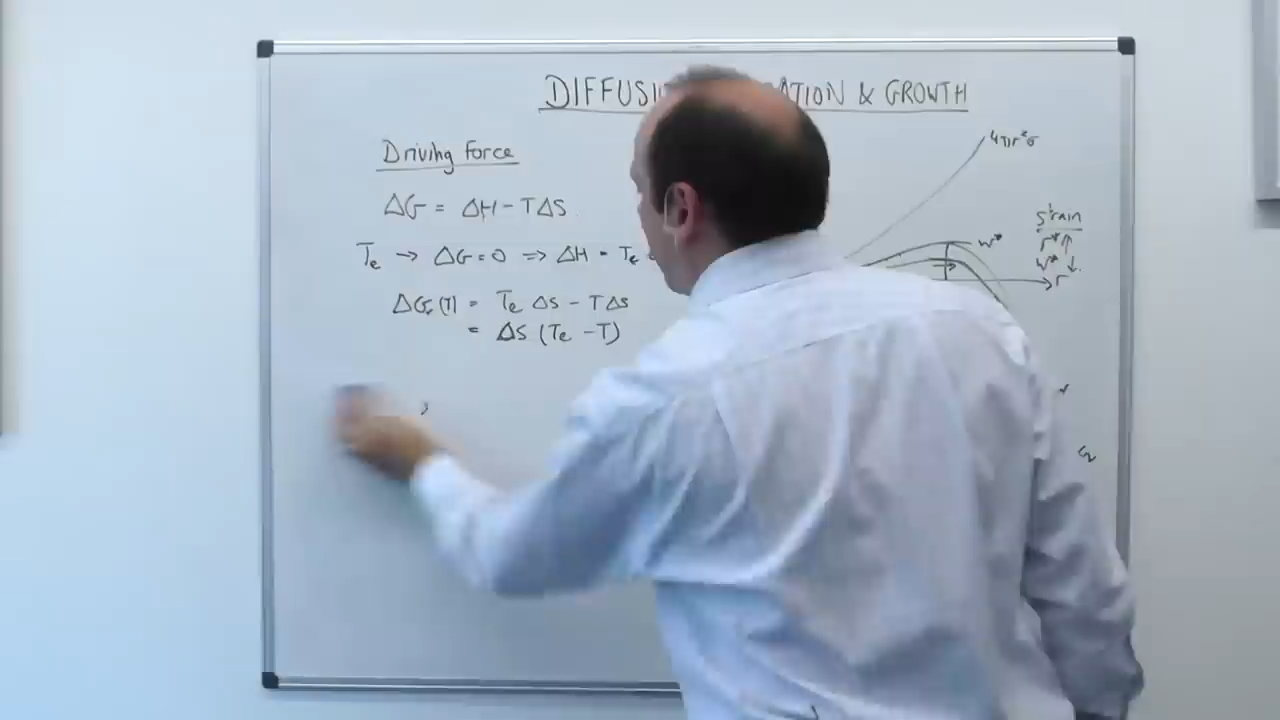 DIFFUSI ATION & GROWTH
Driving Force
ΔG = ΔH - TΔS
Te → ΔG = 0 ⇒ ΔH = Te
ΔGv(T) = Te ΔS - TΔS
= ΔS (Te - T)
4πr²σ
W*
r
Strain
r*↑
W*↓